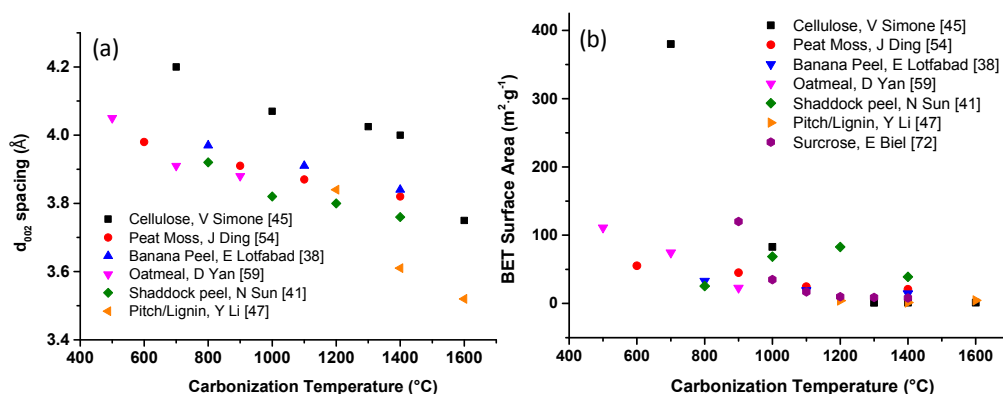 (a)
4.2
4.0
3.8
3.6
3.4
d002 spacing (Å)
Cellulose, V Simone [45]
Peat Moss, J Ding [54]
Banana Peel, E Lotfabad [38]
Oatmeal, D Yan [59]
Shaddock peel, N Sun [41]
Pitch/Lignin, Y Li [47]
400 600 800 1000 1200 1400 1600
Carbonization Temperature (°C)
(b)
400
300
200
100
0
BET Surface Area (m²·g⁻¹)
Cellulose, V Simone [45]
Peat Moss, J Ding [54]
Banana Peel, E Lotfabad [38]
Oatmeal, D Yan [59]
Shaddock peel, N Sun [41]
Pitch/Lignin, Y Li [47]
Surcrose, E Biel [72]
400 600 800 1000 1200 1400 1600
Carbonization Temperature (°C)